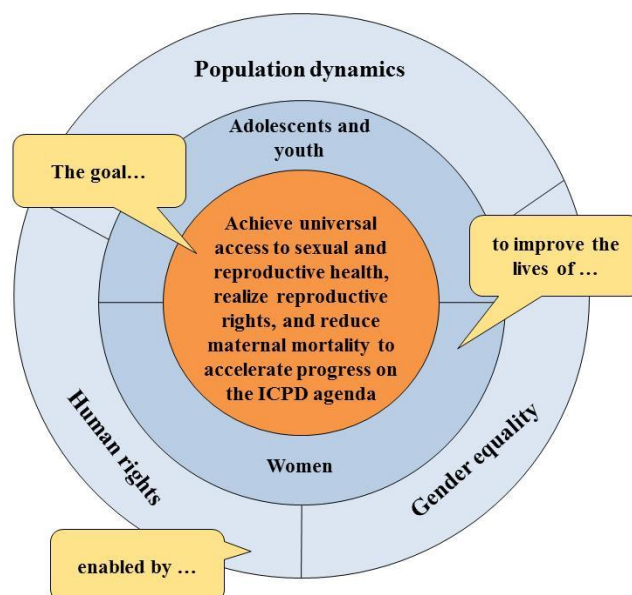 Population dynamics
Adolescents and
youth
The goal…
Achieve universal
access to sexual and
reproductive health,
realize reproductive
rights, and reduce
maternal mortality to
accelerate progress on
the ICPD agenda
to improve the
lives of …
Women
Human rights
Gender equality
enabled by …